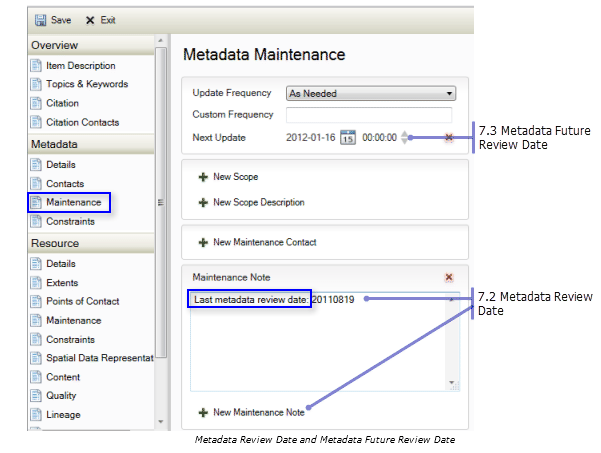 Save Exit
Overview
Item Description
Topics & Keywords
Citation
Citation Contacts
Metadata
Details
Contacts
Maintenance
Constraints
Resource
Details
Extents
Points of Contact
Maintenance
Constraints
Spatial Data Representat
Content
Quality
Lineage
Metadata Maintenance
Update Frequency As Needed
Custom Frequency
Next Update 2012-01-16 15 00:00:00
New Scope
New Scope Description
New Maintenance Contact
Maintenance Note
Last metadata review date: 20110819
New Maintenance Note
7.3 Metadata Future
Review Date
7.2 Metadata Review
Date
Metadata Review Date and Metadata Future Review Date